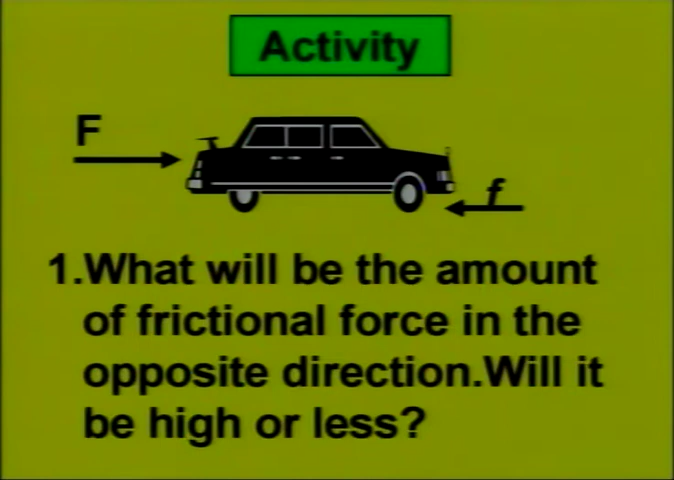 Activity
F
f
1.What will be the amount
of frictional force in the
opposite direction.Will it
be high or less?